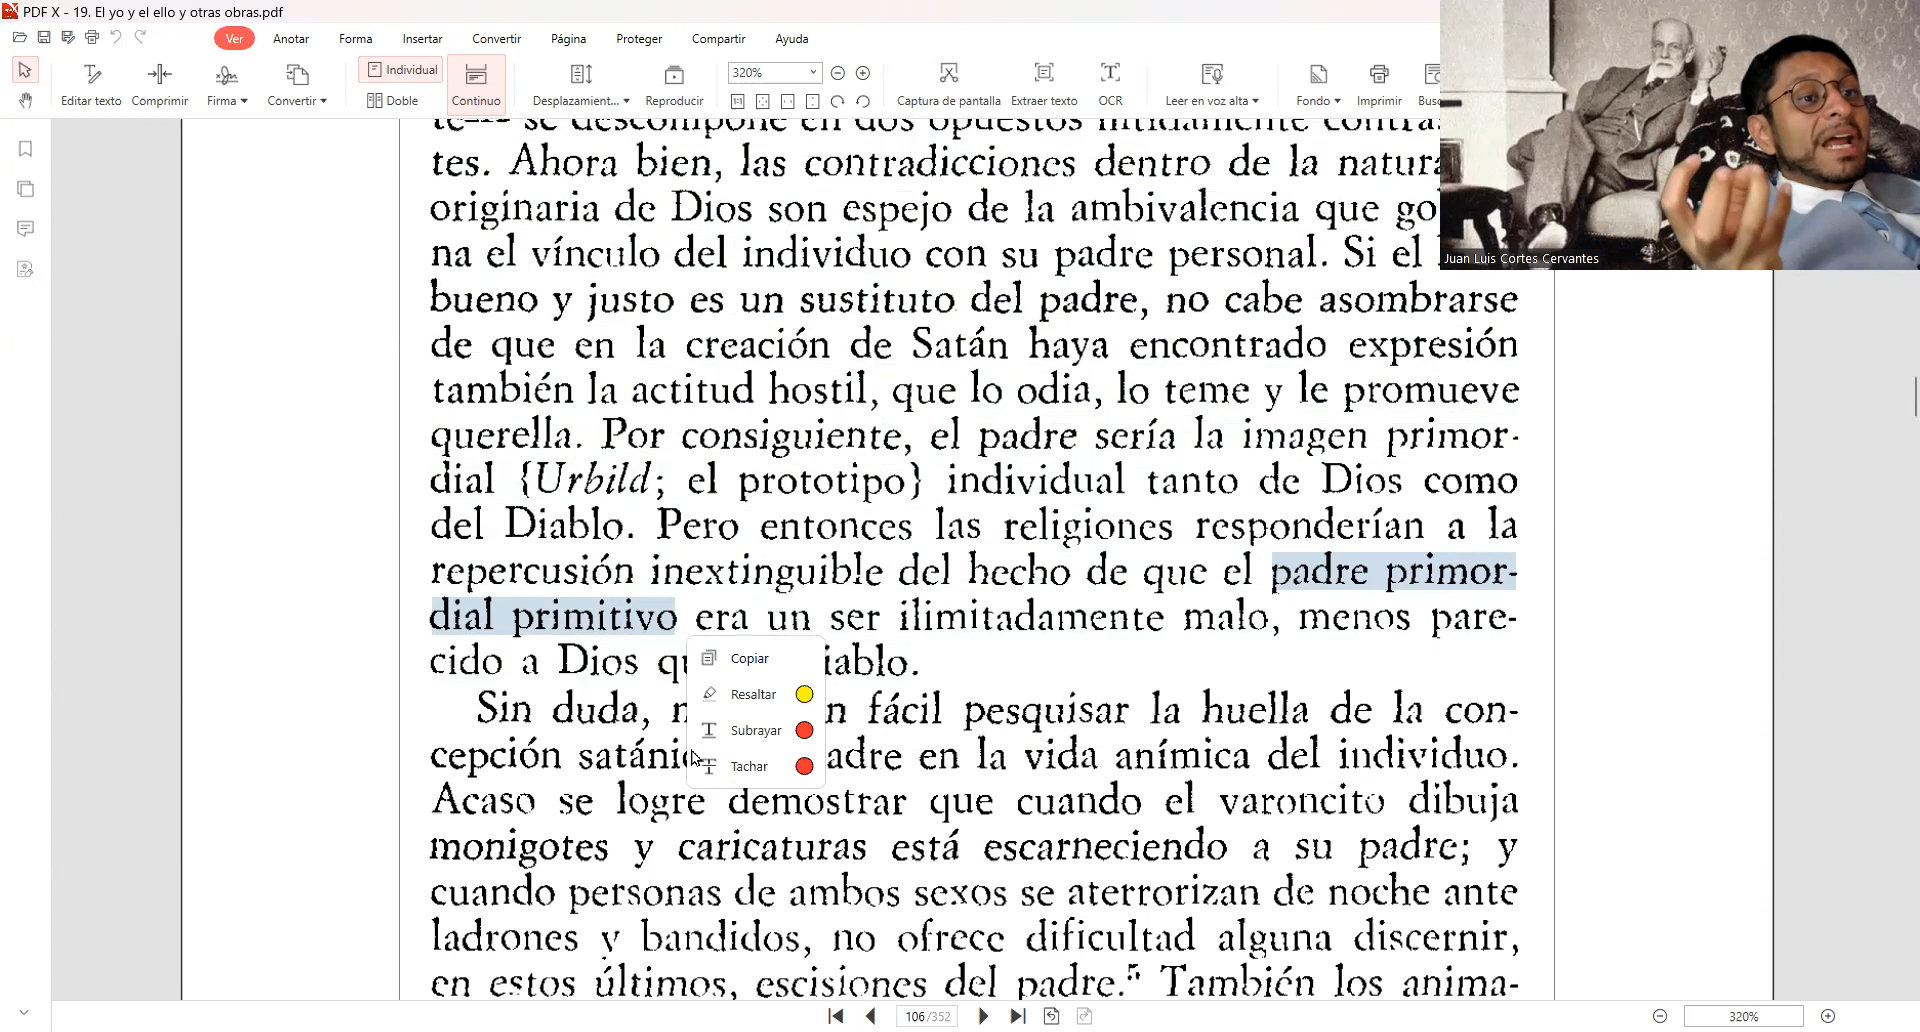 PDF X - 19. El yo y el ello y otras obras.pdf
Ver Anotar Forma Insertar Convertir Página Proteger Compartir Ayuda
Individual 320%
Editar texto Comprimir Firma Convertir Doble Continuo Desplazamient... Reproducir Captura de pantalla Extraer texto OCR Leer en voz alta Fondo Imprimir
Juan Luis Cortes Cervantes
se descompone en dos opuestos nítidamente
tes. Ahora bien, las contradicciones dentro de la
originaria de Dios son espejo de la ambivalencia que
na el vínculo del individuo con su padre personal. Si el
bueno y justo es un sustituto del padre, no cabe asombrarse
de que en la creación de Satán haya encontrado expresión
también la actitud hostil, que lo odia, lo teme y le promueve
querella. Por consiguiente, el padre sería la imagen primor-
dial {Urbild; el prototipo} individual tanto de Dios como
del Diablo. Pero entonces las religiones responderían a la
repercusión inextinguible del hecho de que el padre primor-
dial primitivo era un ser ilimitadamente malo, menos pare-
cido a Dios iablo.
Copiar
Resaltar
Subrayar
Tachar
Sin duda, n fácil pesquisar la huella de la con-
cepción adre en la vida anímica del individuo.
Acaso se logre demostrar que cuando el varoncito dibuja
monigotes y caricaturas está escarneciendo a su padre; y
cuando personas de ambos sexos se aterrorizan de noche ante
ladrones y bandidos, no ofrece dificultad alguna discernir,
en estos últimos, escisiones del padre.⁵ También los anima-
106/352 320%